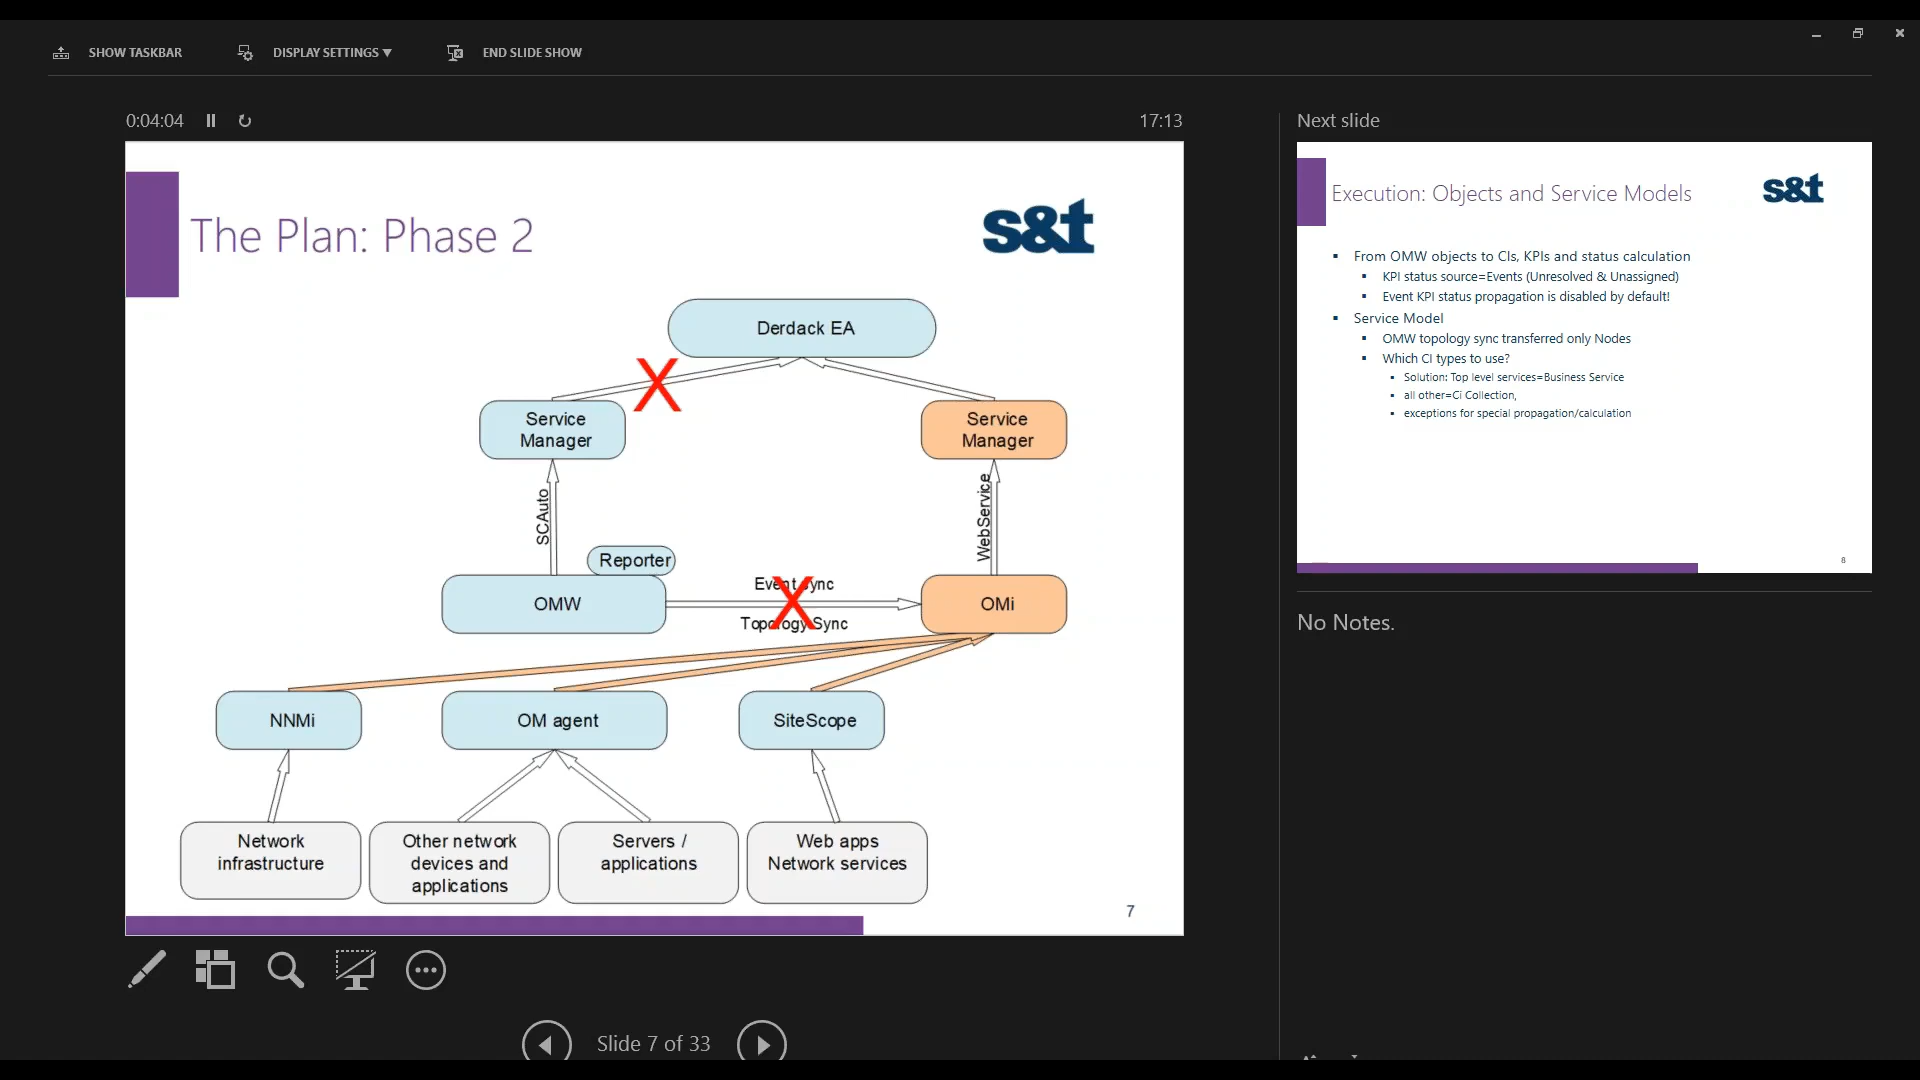 SHOW TASKBAR
DISPLAY SETTINGS ▼
END SLIDE SHOW
0:04:04
17:13
The Plan: Phase 2
s&t
Derdack EA
Service
Manager
Service
Manager
SCAuto
WebService
Reporter
OMW
Event Sync
Topology Sync
OMi
NNMi
OM agent
SiteScope
Network
infrastructure
Other network
devices and
applications
Servers /
applications
Web apps
Network services
7
Slide 7 of 33
Next slide
Execution: Objects and Service Models
s&t
▪ From OMW objects to CIs, KPIs and status calculation
▪ KPI status source=Events (Unresolved & Unassigned)
▪ Event KPI status propagation is disabled by default!
▪ Service Model
▪ OMW topology sync transferred only Nodes
▪ Which CI types to use?
▪ Solution: Top level services=Business Service
▪ all other=Ci Collection,
▪ exceptions for special propagation/calculation
8
No Notes.